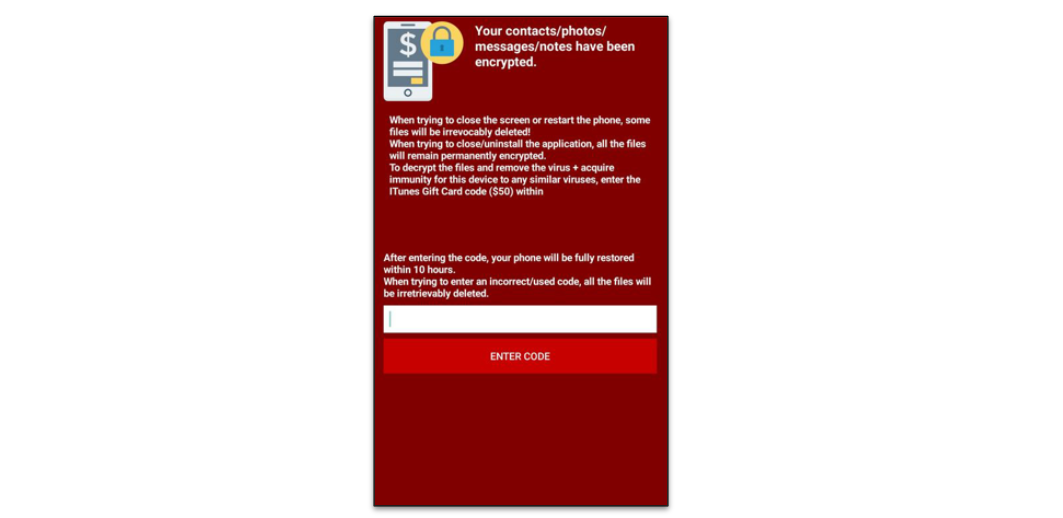 $
Your contacts/photos/
messages/notes have been
encrypted.
When trying to close the screen or restart the phone, some
files will be irrevocably deleted!
When trying to close/uninstall the application, all the files
will remain permanently encrypted.
To decrypt the files and remove the virus + acquire
immunity for this device to any similar viruses, enter the
ITunes Gift Card code ($50) within
After entering the code, your phone will be fully restored
within 10 hours.
When trying to enter an incorrect/used code, all the files will
be irretrievably deleted.
ENTER CODE